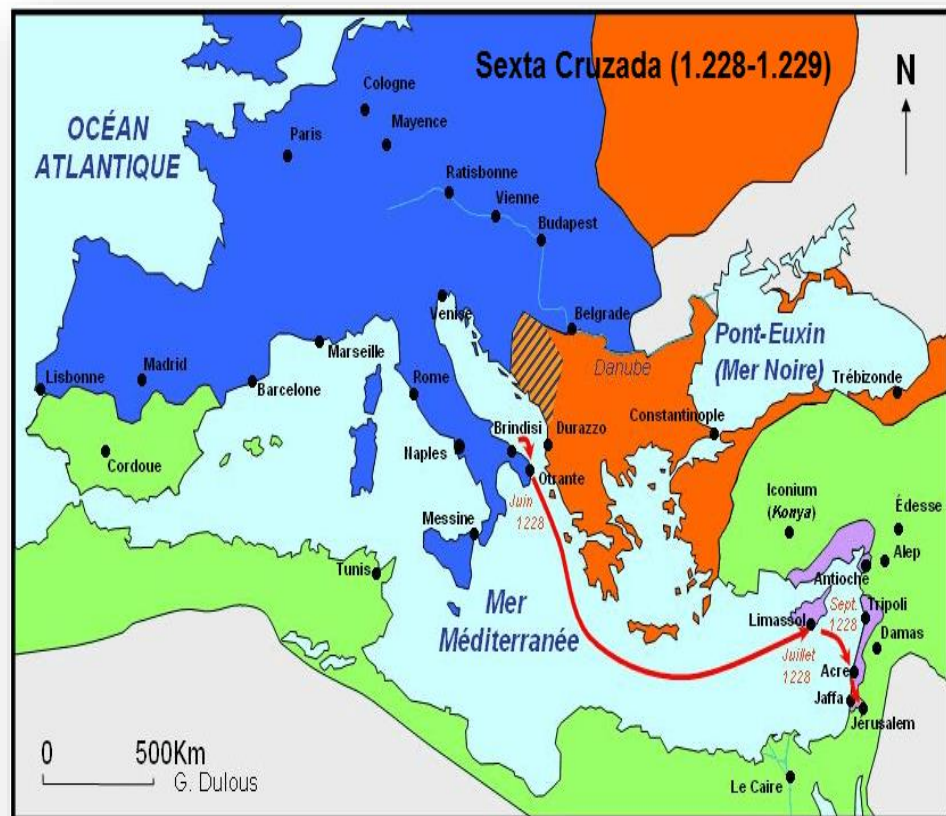 Sexta Cruzada (1.228-1.229)
N
OCÉAN
ATLANTIQUE
Cologne
Mayence
Paris
Ratisbonne
Vienne
Budapest
Venise
Belgrade
Danube
Pont-Euxin
(Mer Noire)
Trébizonde
Constantinople
Marseille
Madrid
Barcelone
Lisbonne
Cordoue
Rome
Naples
Brindisi
Durazzo
Otrante
Juin
1228
Messine
Tunis
Mer
Méditerranée
Iconium
(Konya)
Édesse
Alep
Antioche
Tripoli
Limassol
Sept.
1228
Damas
Juillet
1228
Acre
Jaffa
Jérusalem
Le Caire
0 500Km
G. Dulous